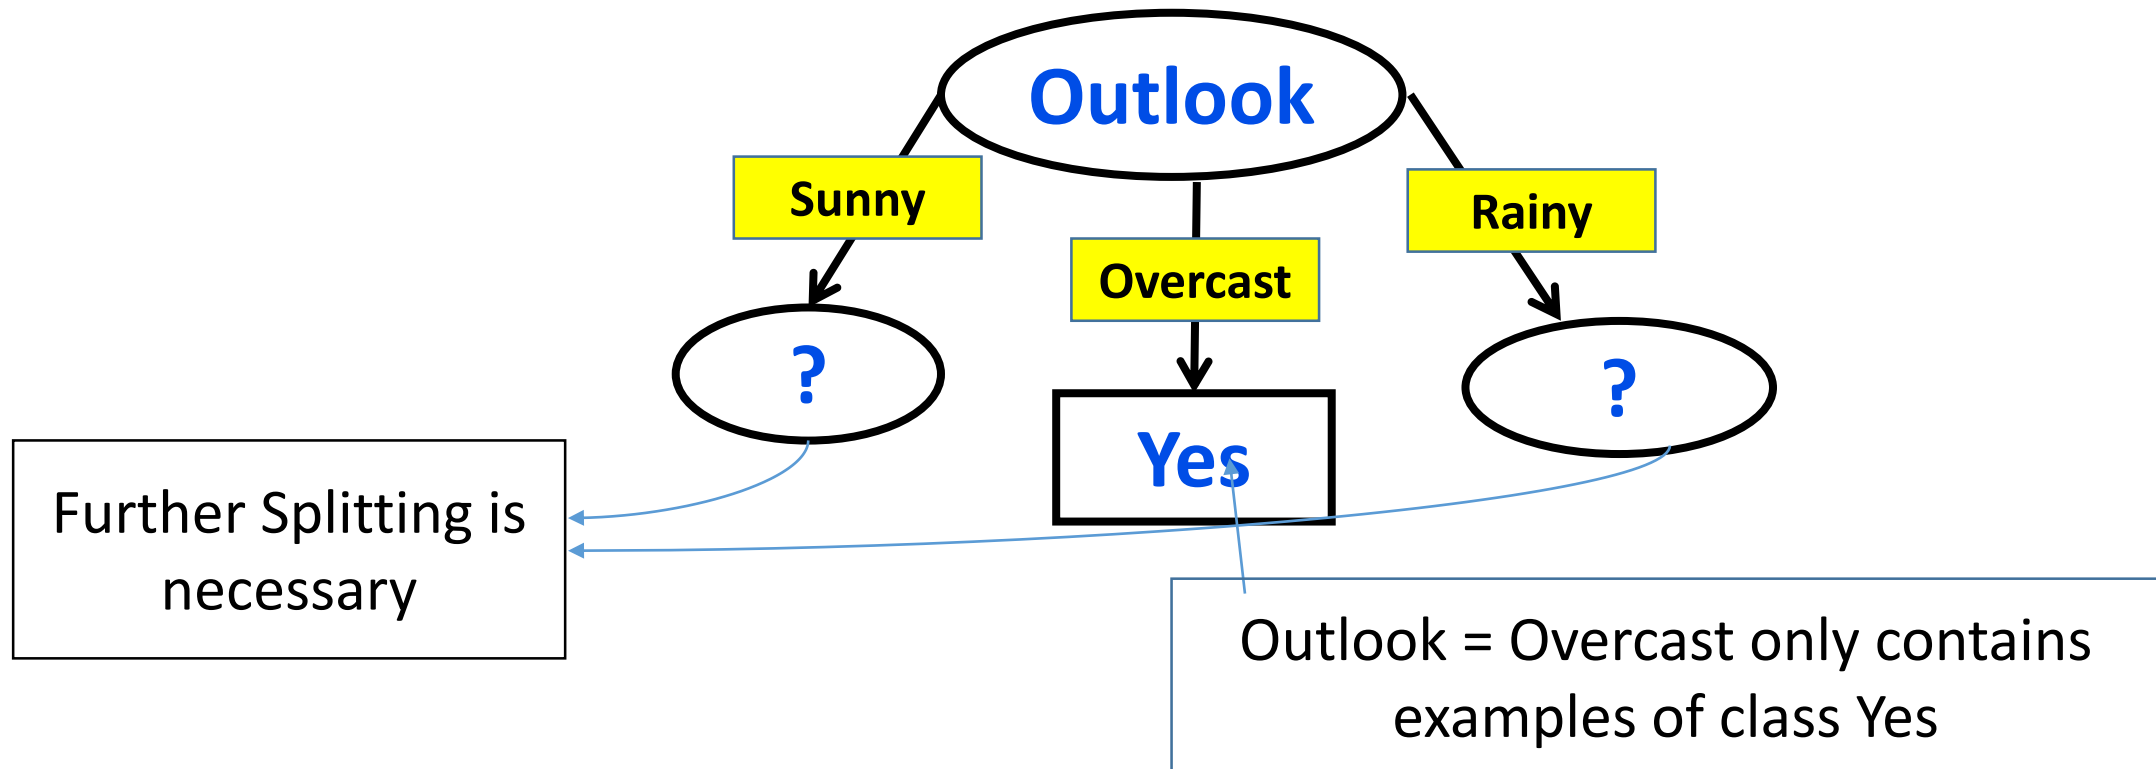 Outlook
Sunny
Rainy
Overcast
?
?
Yes
Further Splitting is
necessary
Outlook = Overcast only contains
examples of class Yes